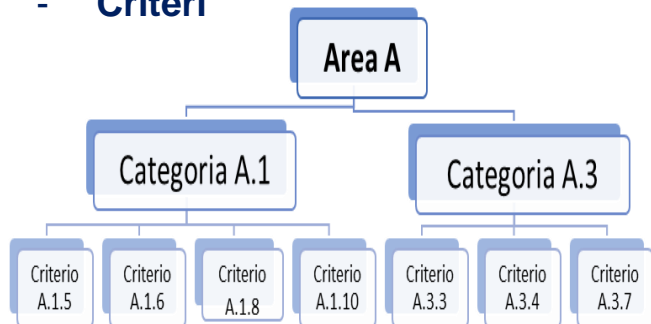 - Criteri
Area A
Categoria A.1
Categoria A.3
Criterio
A.1.5
Criterio
A.1.6
Criterio
A.1.8
Criterio
A.1.10
Criterio
A.3.3
Criterio
A.3.4
Criterio
A.3.7